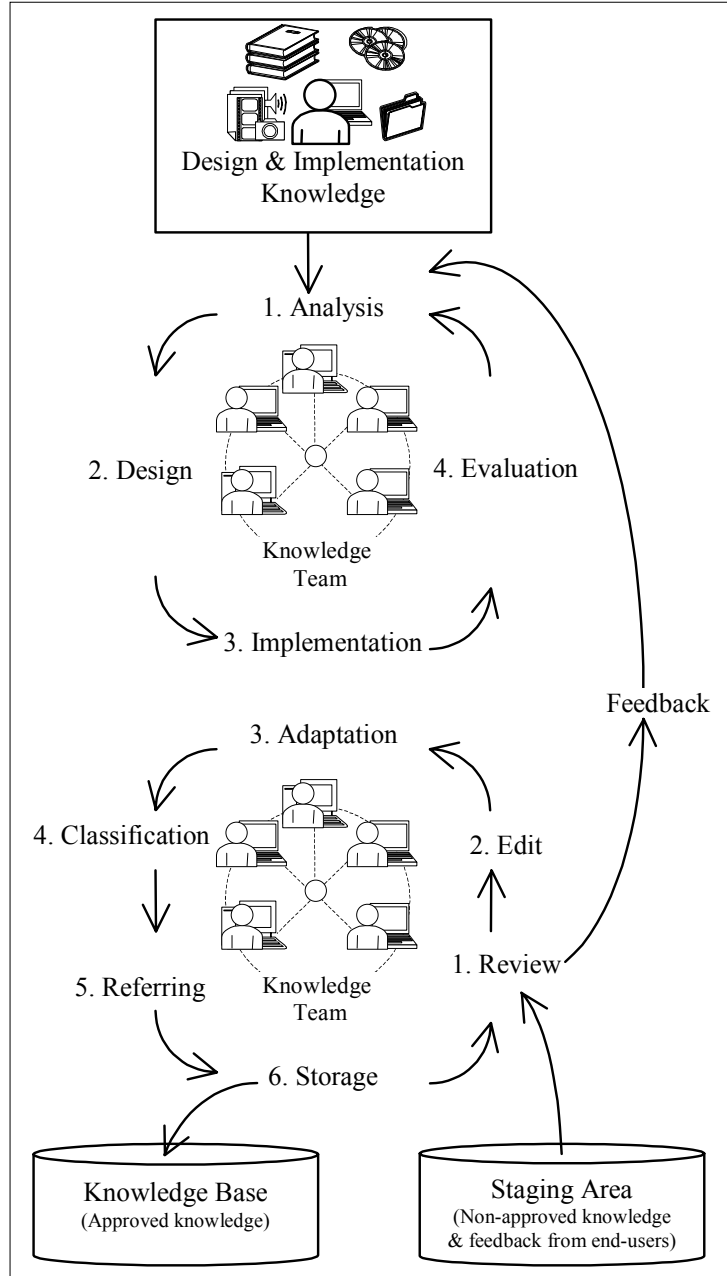 Design & Implementation
Knowledge
1. Analysis
2. Design
4. Evaluation
Knowledge
Team
3. Implementation
Feedback
3. Adaptation
4. Classification
2. Edit
1. Review
5. Referring
Knowledge
Team
6. Storage
Knowledge Base
(Approved knowledge)
Staging Area
(Non-approved knowledge
& feedback from end-users)